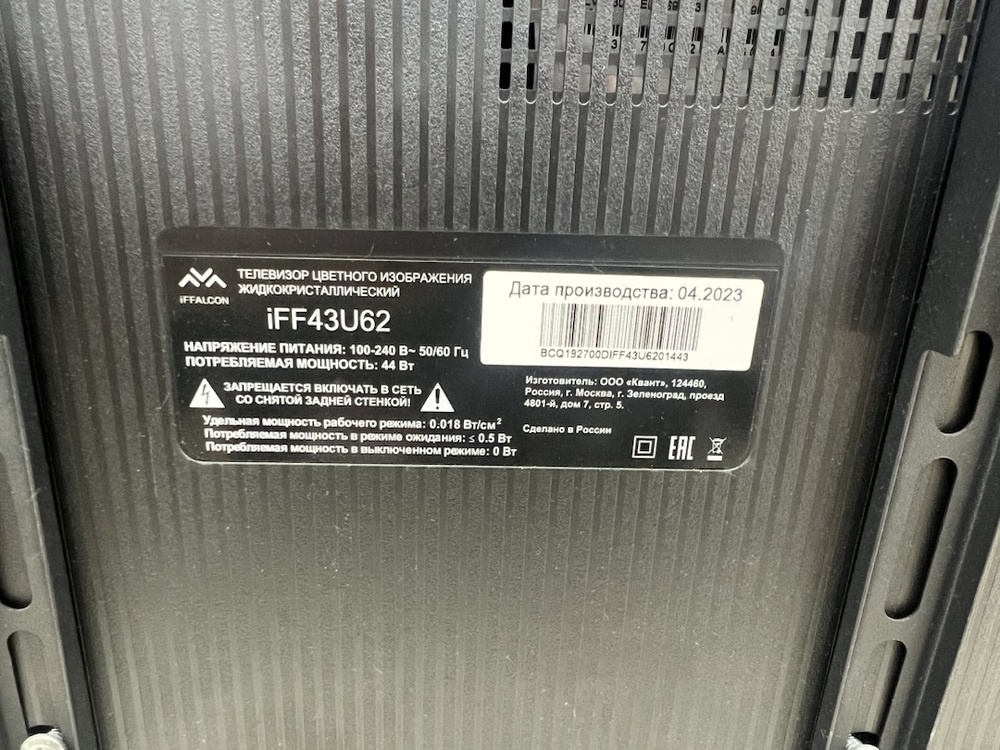 iFFALCON
ТЕЛЕВИЗОР ЦВЕТНОГО ИЗОБРАЖЕНИЯ
ЖИДКОКРИСТАЛЛИЧЕСКИЙ
iFF43U62
НАПРЯЖЕНИЕ ПИТАНИЯ: 100-240 В~ 50/60 Гц
ПОТРЕБЛЯЕМАЯ МОЩНОСТЬ: 44 Вт
ЗАПРЕЩАЕТСЯ ВКЛЮЧАТЬ В СЕТЬ
СО СНЯТОЙ ЗАДНЕЙ СТЕНКОЙ!
Удельная мощность рабочего режима: 0.018 Вт/см²
Потребляемая мощность в режиме ожидания: ≤ 0.5 Вт
Потребляемая мощность в выключенном режиме: 0 Вт
Дата производства: 04.2023
BCQ192700DIFF43U6201443
Изготовитель: ООО «Квант», 124460,
Россия, г. Москва, г. Зеленоград, проезд
4801-й, дом 7, стр. 5.
Сделано в России
EAC